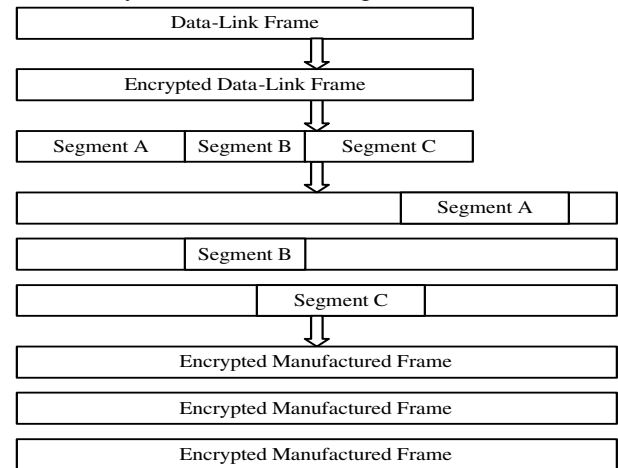 Data-Link Frame
Encrypted Data-Link Frame
Segment A Segment B Segment C
Segment A
Segment B
Segment C
Encrypted Manufactured Frame
Encrypted Manufactured Frame
Encrypted Manufactured Frame